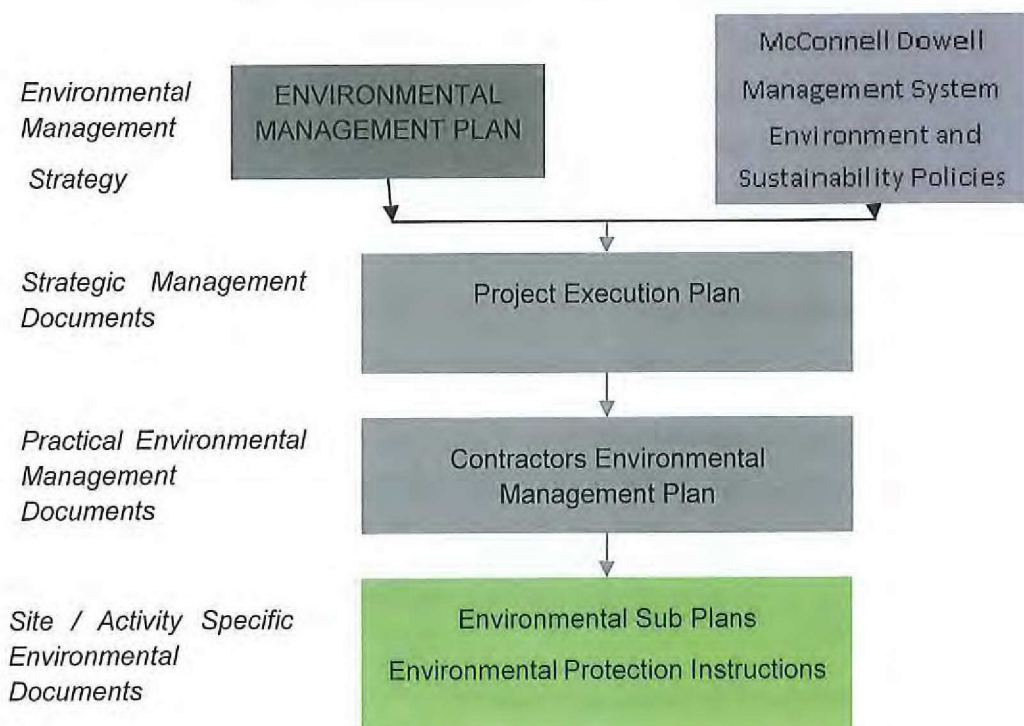 Environmental
Management
Strategy
ENVIRONMENTAL
MANAGEMENT PLAN
McConnell Dowell
Management System
Environment and
Sustainability Policies
Strategic Management
Documents
Project Execution Plan
Practical Environmental
Management
Documents
Contractors Environmental
Management Plan
Site / Activity Specific
Environmental
Documents
Environmental Sub Plans
Environmental Protection Instructions